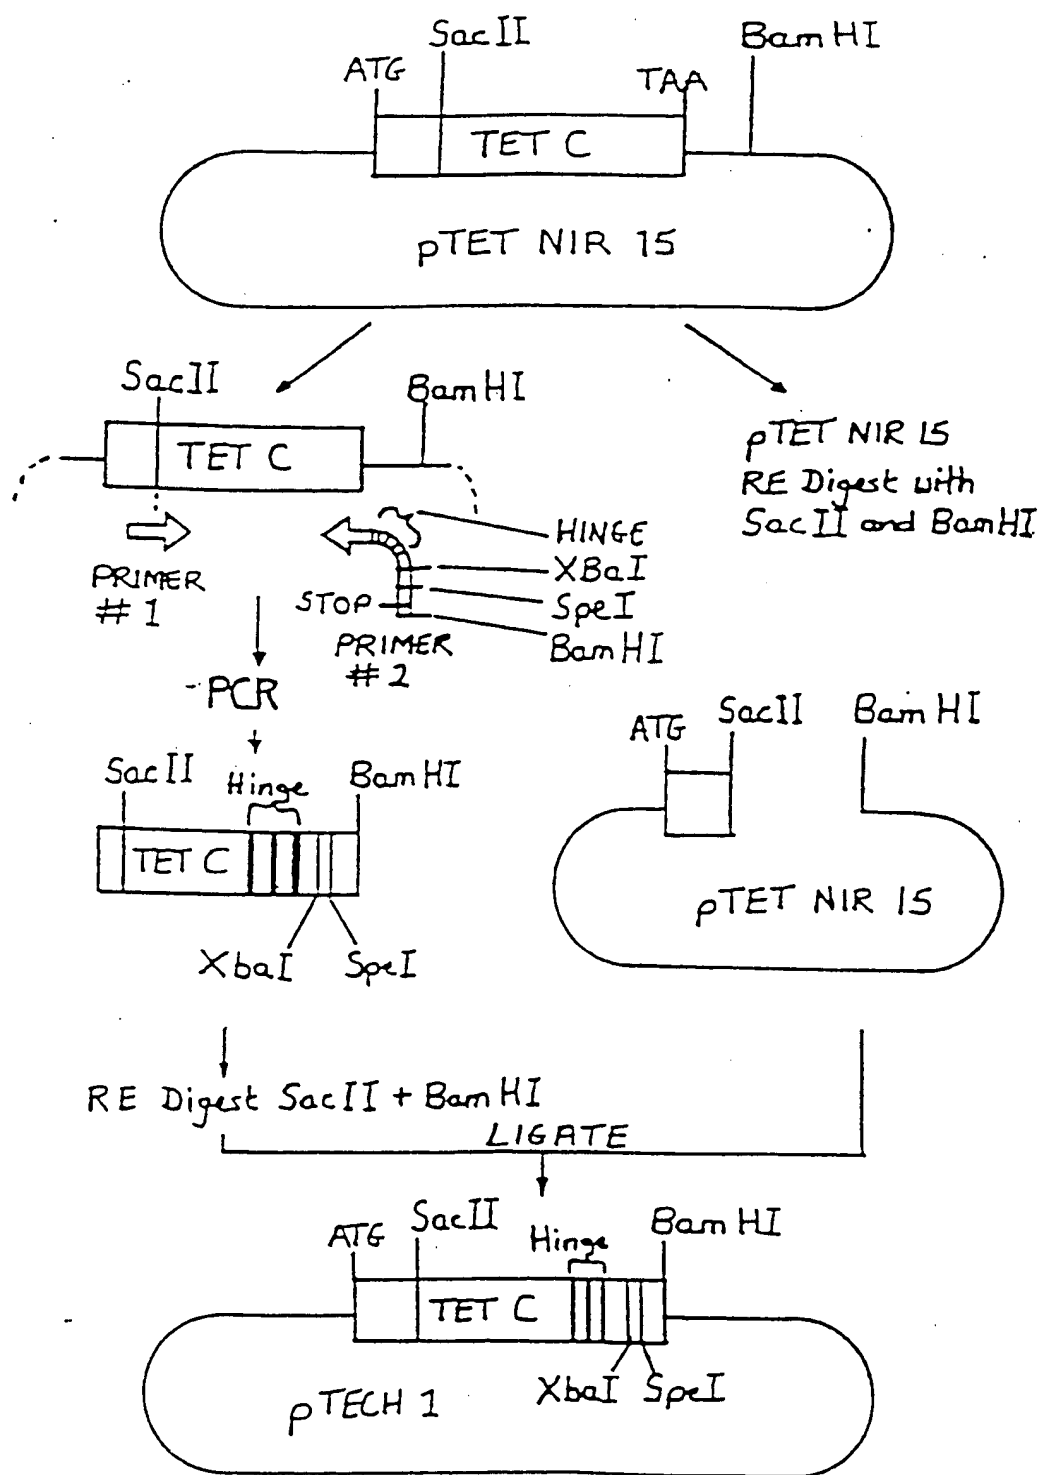 SacII
BamHI
ATG
TAA
TET C
pTET NIR 15
SacII
BamHI
TET C
pTET NIR 15
RE Digest with
SacII and BamHI
HINGE
XBaI
SpeI
BamHI
STOP
PRIMER
# 1
PRIMER
# 2
PCR
SacII
Hinge
BamHI
TET C
XbaI
SpeI
ATG
SacII
BamHI
pTET NIR 15
RE Digest SacII + BamHI
LIGATE
ATG
SacII
Hinge
BamHI
TET C
XbaI
SpeI
pTECH 1